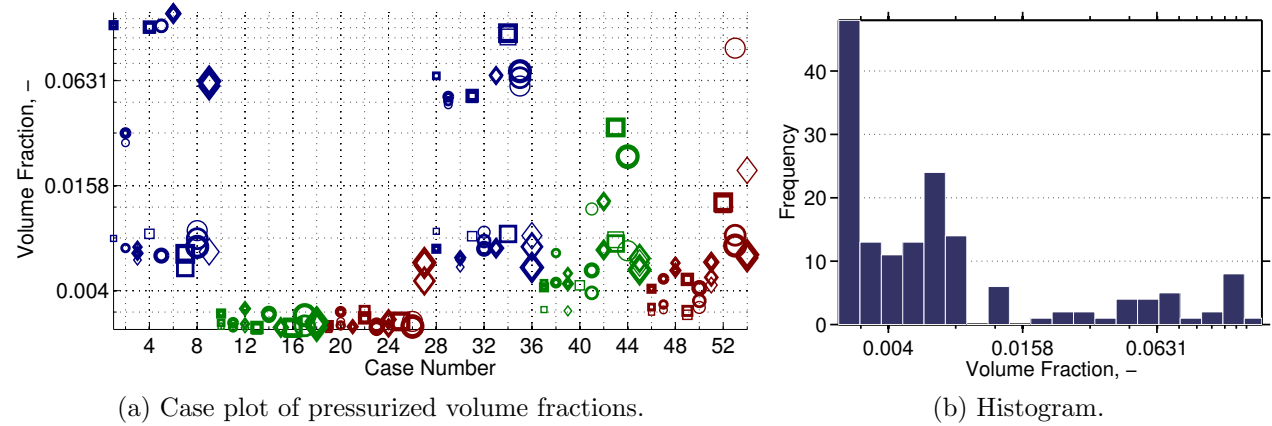 Volume Fraction, –
0.0631
0.0158
0.004
4 8 12 16 20 24 28 32 36 40 44 48 52
Case Number
(a) Case plot of pressurized volume fractions.
Frequency
40
30
20
10
0
0.004 0.0158 0.0631
Volume Fraction, –
(b) Histogram.